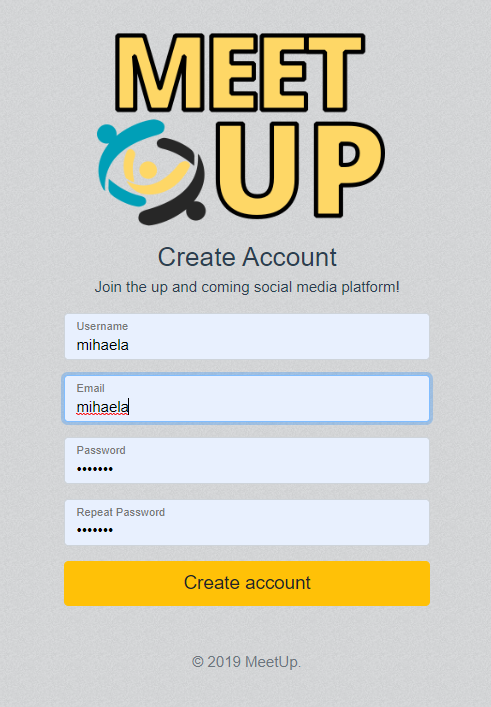 MEET
UP
Create Account
Join the up and coming social media platform!
Username
mihaela
Email
mihaela
Password
•••••••
Repeat Password
•••••••
Create account
© 2019 MeetUp.